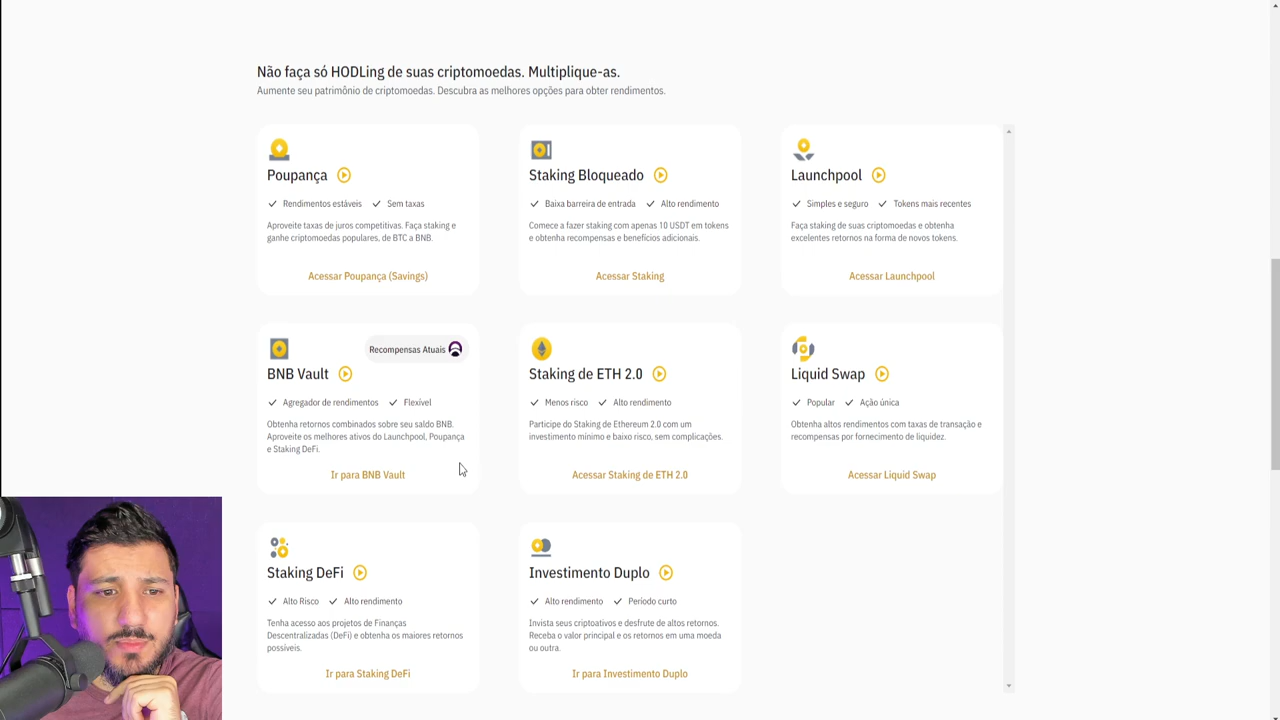 Não faça só HODLing de suas criptomoedas. Multiplique-as.
Aumente seu patrimônio de criptomoedas. Descubra as melhores opções para obter rendimentos.
Poupança
Rendimentos estáveis Sem taxas
Aproveite taxas de juros competitivas. Faça staking e
ganhe criptomoedas populares, de BTC a BNB.
Acessar Poupança (Savings)
Staking Bloqueado
Baixa barreira de entrada Alto rendimento
Comece a fazer staking com apenas 10 USDT em tokens
e obtenha recompensas e benefícios adicionais.
Acessar Staking
Launchpool
Simples e seguro Tokens mais recentes
Faça staking de suas criptomoedas e obtenha
excelentes retornos na forma de novos tokens.
Acessar Launchpool
Recompensas Atuais
BNB Vault
Agregador de rendimentos Flexível
Obtenha retornos combinados sobre seu saldo BNB.
Aproveite os melhores ativos do Launchpool, Poupança
e Staking DeFi.
Ir para BNB Vault
Staking de ETH 2.0
Menos risco Alto rendimento
Participe do Staking de Ethereum 2.0 com um
investimento mínimo e baixo risco, sem complicações.
Acessar Staking de ETH 2.0
Liquid Swap
Popular Ação única
Obtenha altos rendimentos com taxas de transação e
recompensas por fornecimento de liquidez.
Acessar Liquid Swap
Staking DeFi
Alto Risco Alto rendimento
Tenha acesso aos projetos de Finanças
Descentralizadas (DeFi) e obtenha os maiores retornos
possíveis.
Ir para Staking DeFi
Investimento Duplo
Alto rendimento Período curto
Invista seus criptoativos e desfrute de altos retornos.
Receba o valor principal e os retornos em uma moeda
ou outra.
Ir para Investimento Duplo